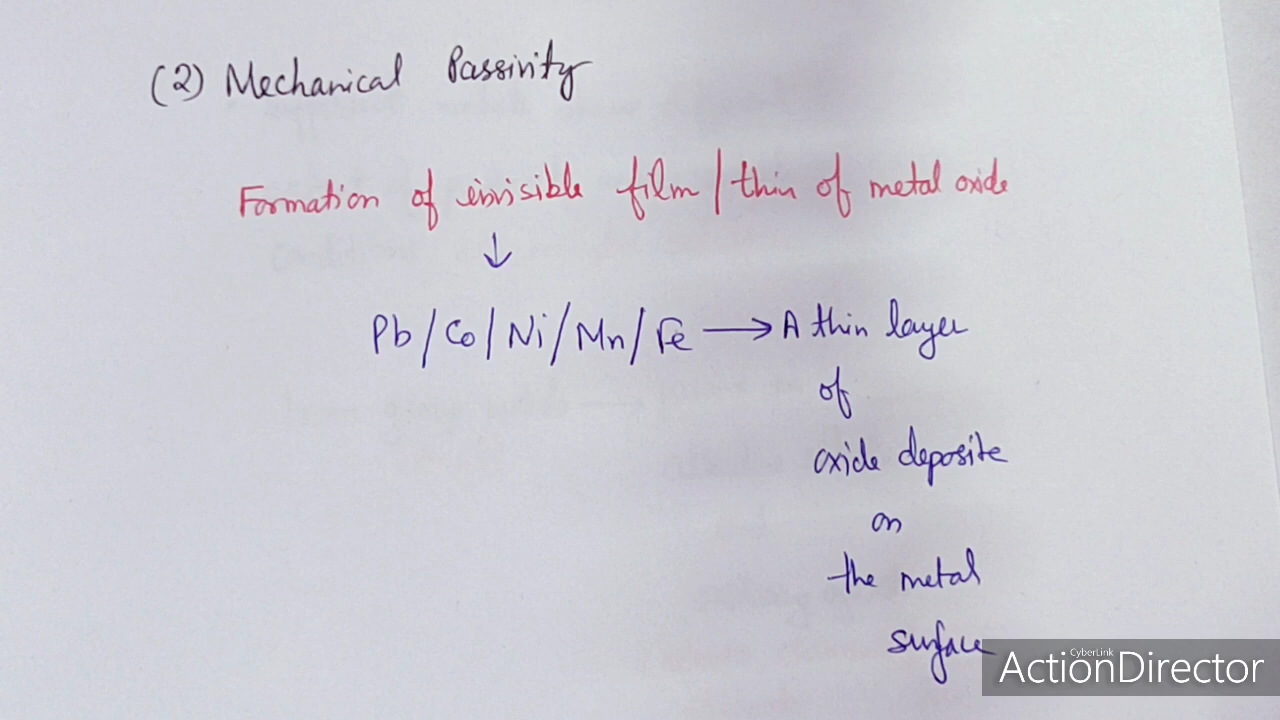 (2) Mechanical Passivity
Formation of invisible film / thin of metal oxide
↓
Pb / Co / Ni / Mn / Fe → A thin layer
of
oxide deposite
on
the metal
surface
CyberLink
ActionDirector